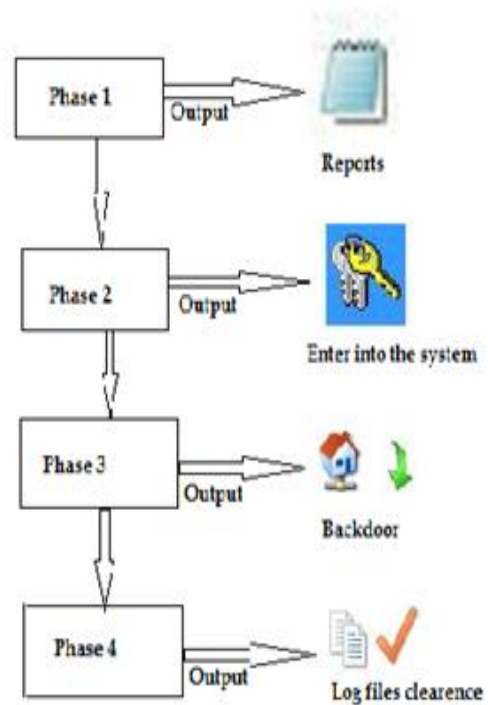 Phase 1
Output
Reports
Phase 2
Output
Enter into the system
Phase 3
Output
Backdoor
Phase 4
Output
Log files clearence